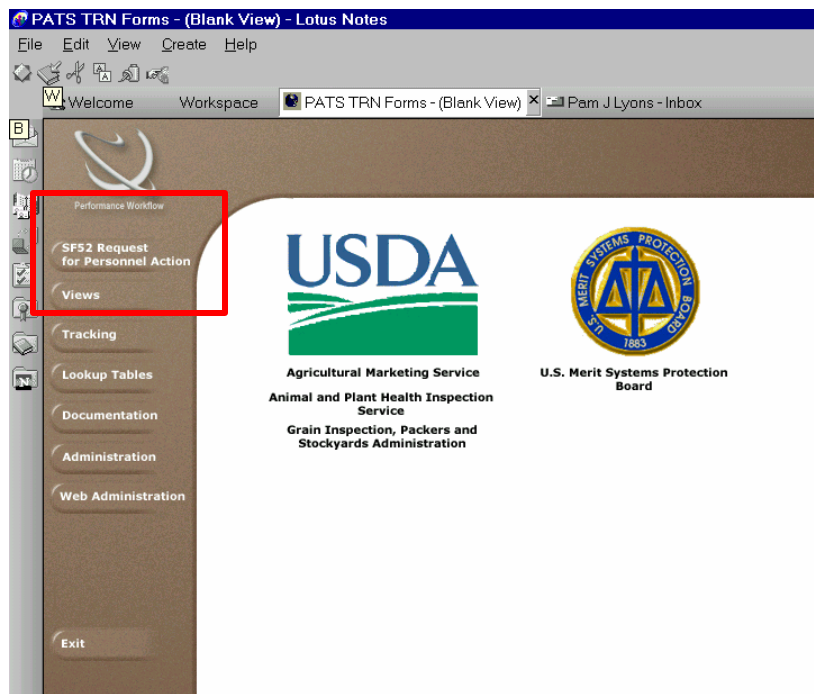 PATS TRN Forms - (Blank View) - Lotus Notes
File Edit View Create Help
W Welcome Workspace PATS TRN Forms - (Blank View) × Pam J Lyons - Inbox
B
Performance Workflow
SF52 Request
for Personnel Action
Views
Tracking
Lookup Tables
Documentation
Administration
Web Administration
Exit
USDA
Agricultural Marketing Service
Animal and Plant Health Inspection
Service
Grain Inspection, Packers and
Stockyards Administration
U.S. MERIT SYSTEMS PROTECTION BOARD
1883
U.S. Merit Systems Protection
Board